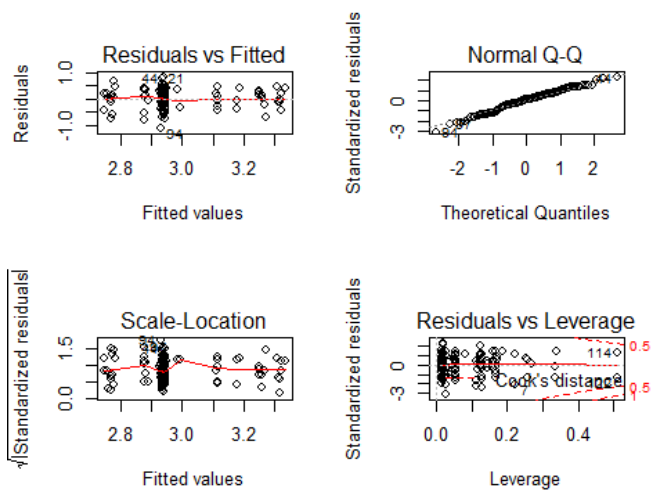 Residuals vs Fitted
Residuals
1.0
-1.0
44
21
94
2.8 3.0 3.2
Fitted values
Normal Q-Q
Standardized residuals
0
-3
94
-2 -1 0 1 2
Theoretical Quantiles
Scale-Location
√|Standardized residuals|
1.5
0.0
94
2.8 3.0 3.2
Fitted values
Residuals vs Leverage
Standardized residuals
0
-3
114
0.5
Cook's distance
0.5
1
0.0 0.2 0.4
Leverage